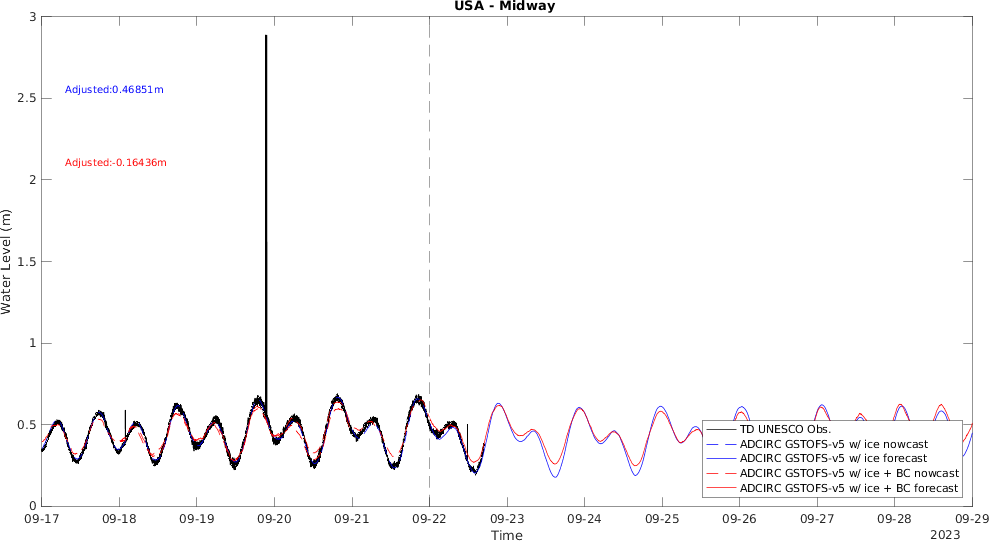 USA - Midway
3
2.5
2
1.5
1
0.5
0
Water Level (m)
Adjusted:0.46851m
Adjusted:-0.16436m
TD UNESCO Obs.
ADCIRC GSTOFS-v5 w/ ice nowcast
ADCIRC GSTOFS-v5 w/ ice forecast
ADCIRC GSTOFS-v5 w/ ice + BC nowcast
ADCIRC GSTOFS-v5 w/ ice + BC forecast
09-17 09-18 09-19 09-20 09-21 09-22 09-23 09-24 09-25 09-26 09-27 09-28 09-29
Time
2023